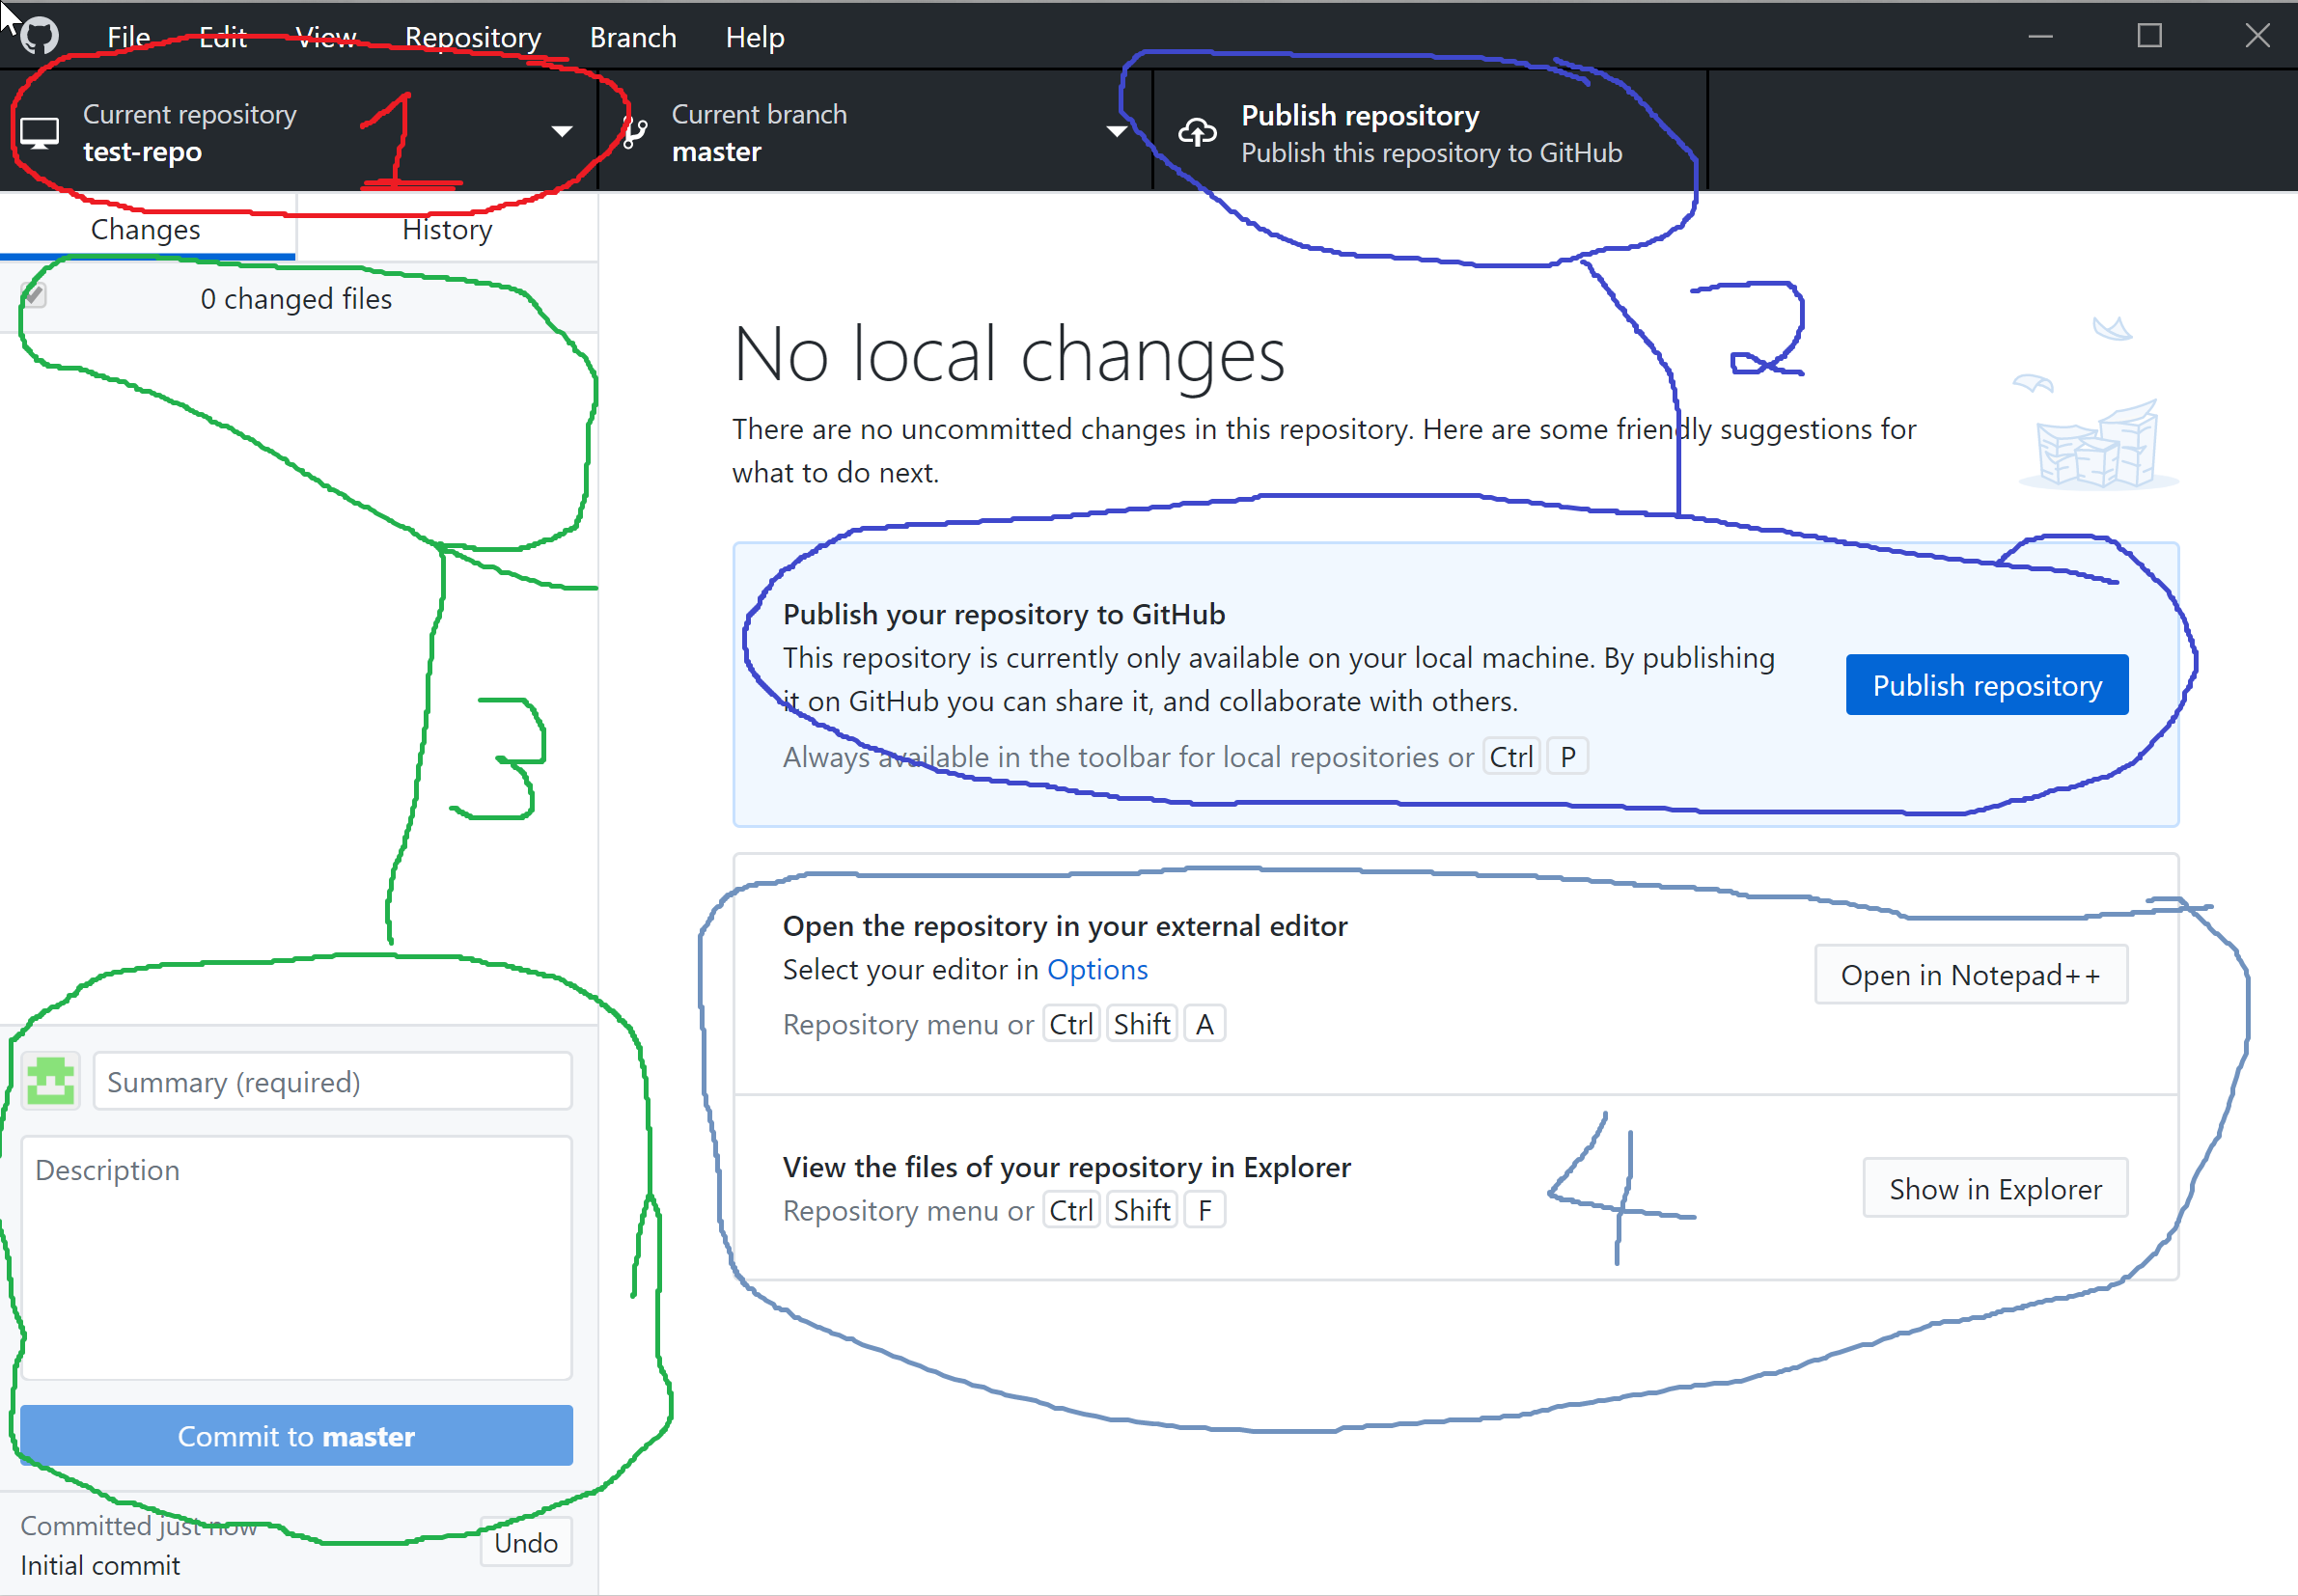 File Edit View Repository Branch Help
Current repository
test-repo
1
Current branch
master
Publish repository
Publish this repository to GitHub
Changes
History
0 changed files
2
No local changes
There are no uncommitted changes in this repository. Here are some friendly suggestions for
what to do next.
Publish your repository to GitHub
This repository is currently only available on your local machine. By publishing
it on GitHub you can share it, and collaborate with others.
Always available in the toolbar for local repositories or Ctrl P
Publish repository
3
Open the repository in your external editor
Select your editor in Options
Repository menu or Ctrl Shift A
Open in Notepad++
View the files of your repository in Explorer
Repository menu or Ctrl Shift F
4
Show in Explorer
Summary (required)
Description
Commit to master
Committed just now
Initial commit
Undo